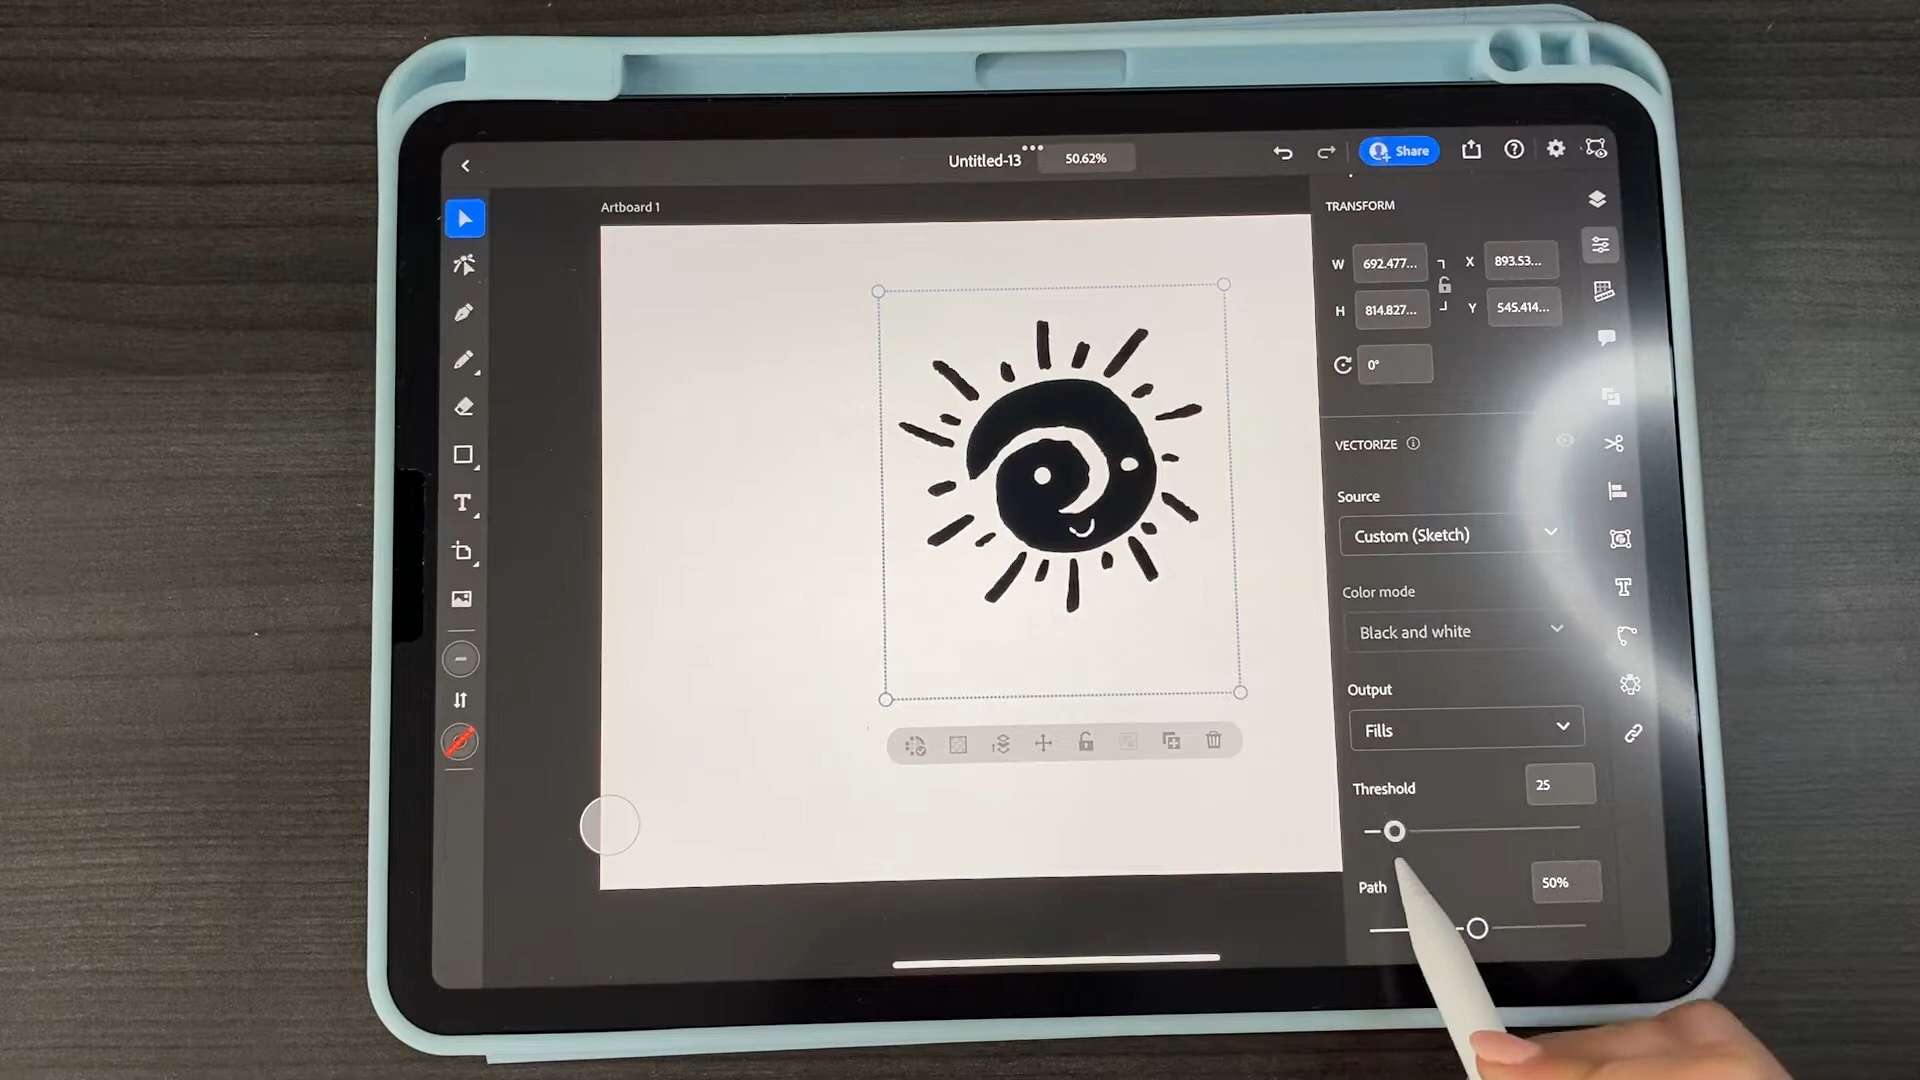 Untitled-13
50.62%
Share
Artboard 1
TRANSFORM
W 692.477... X 893.53...
H 814.827... Y 545.414...
0°
VECTORIZE
Source
Custom (Sketch)
Color mode
Black and white
Output
Fills
Threshold 25
Path 50%